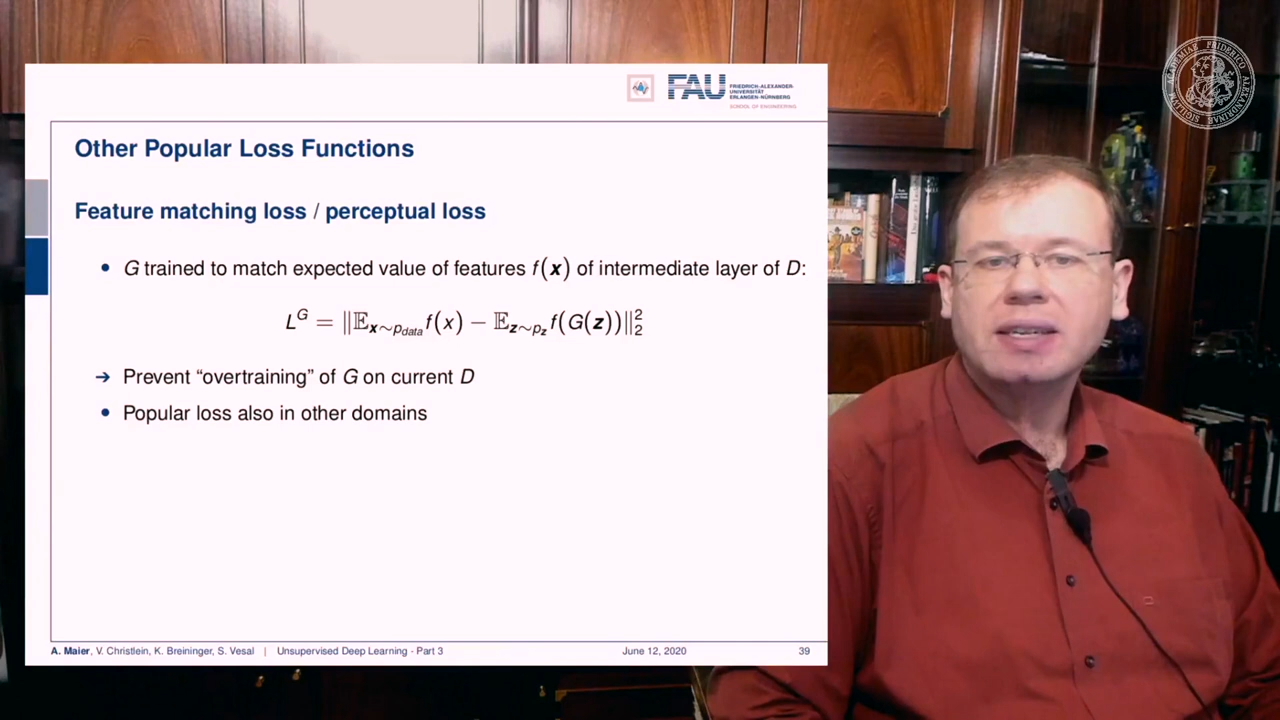 FAU
FRIEDRICH-ALEXANDER-
UNIVERSITÄT
ERLANGEN-NÜRNBERG
SCHOOL OF ENGINEERING
Other Popular Loss Functions
Feature matching loss / perceptual loss
• G trained to match expected value of features f(x) of intermediate layer of D:
L^G = ‖𝔼_{x∼p_data} f(x) − 𝔼_{z∼p_z} f(G(z))‖₂²
→ Prevent “overtraining” of G on current D
• Popular loss also in other domains
A. Maier, V. Christlein, K. Breininger, S. Vesal | Unsupervised Deep Learning - Part 3 June 12, 2020 39